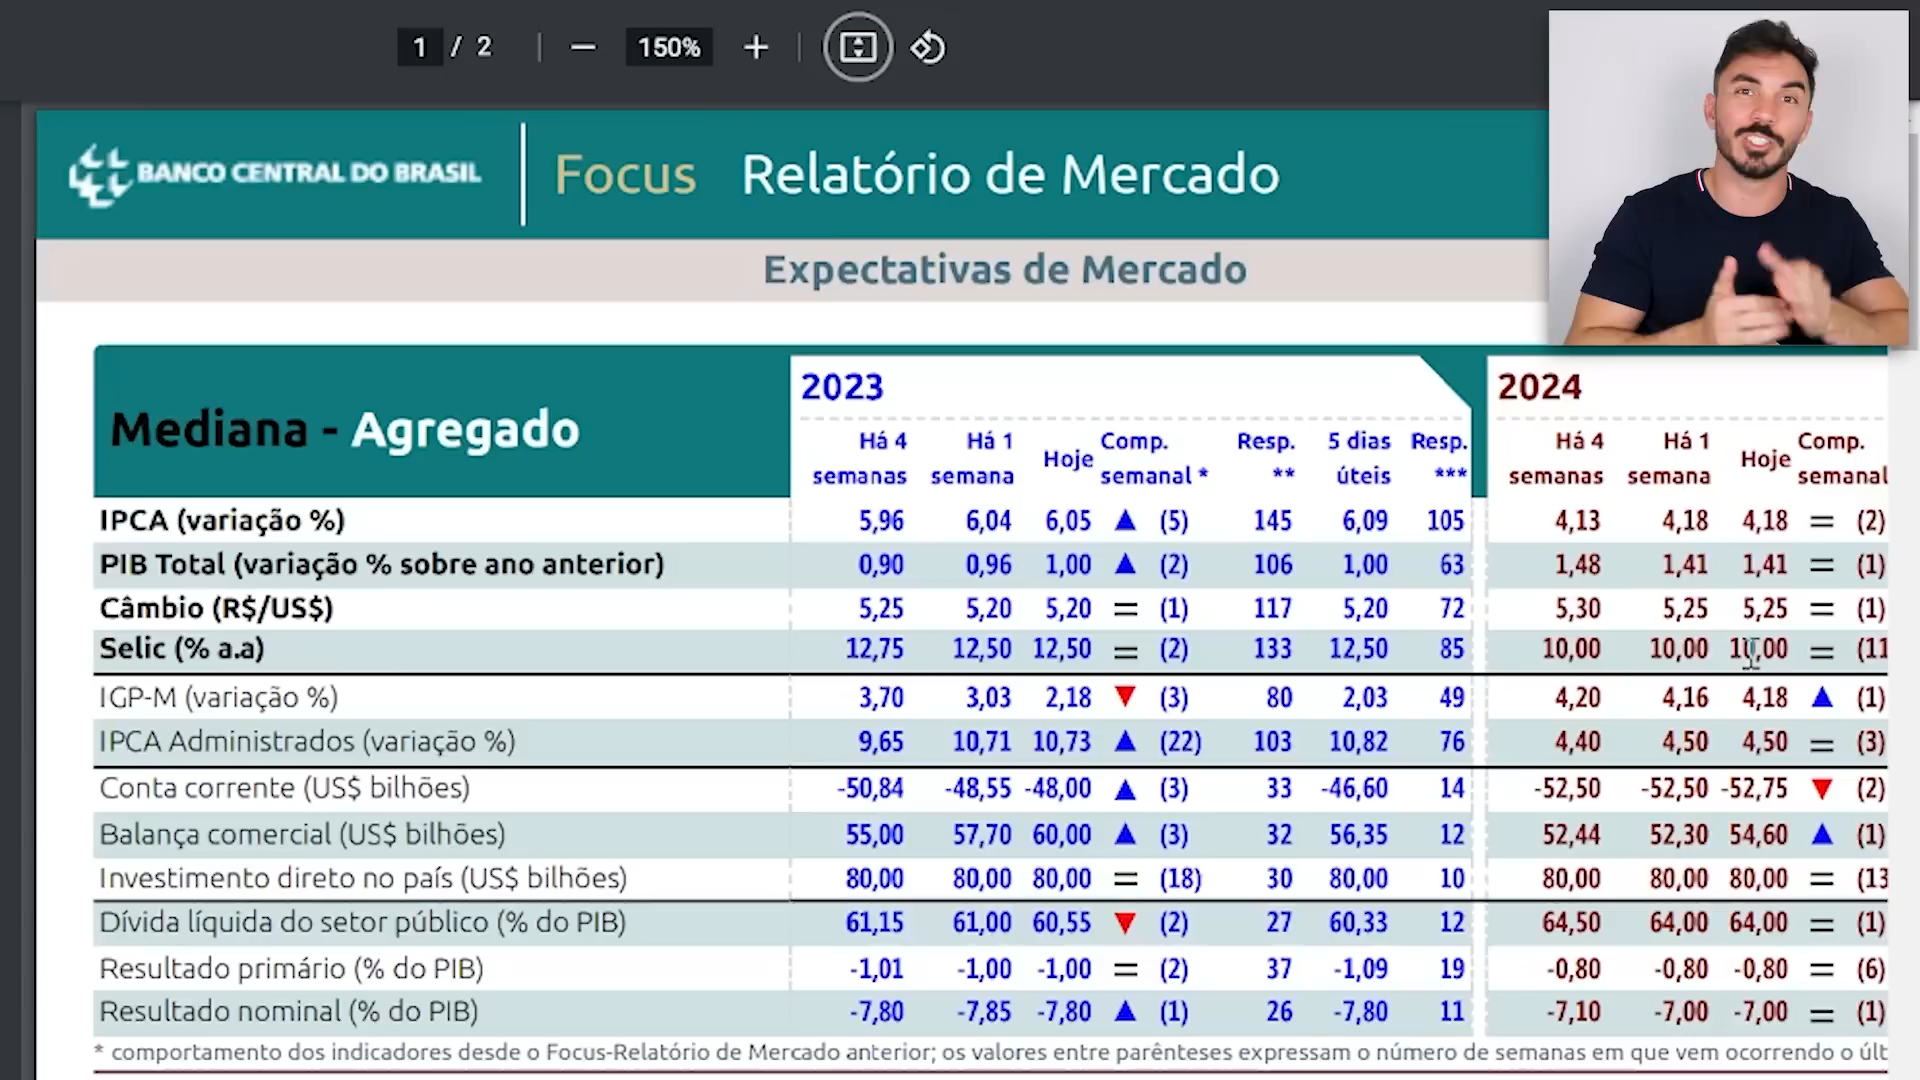 1 / 2 150%
BANCO CENTRAL DO BRASIL Focus Relatório de Mercado
Expectativas de Mercado
Mediana - Agregado
2023 2024
Há 4 semanas Há 1 semana Hoje Comp. semanal * Resp. ** 5 dias úteis Resp. *** Há 4 semanas Há 1 semana Hoje Comp. semanal
IPCA (variação %) 5,96 6,04 6,05 ▲ (5) 145 6,09 105 4,13 4,18 4,18 = (2)
PIB Total (variação % sobre ano anterior) 0,90 0,96 1,00 ▲ (2) 106 1,00 63 1,48 1,41 1,41 = (1)
Câmbio (R$/US$) 5,25 5,20 5,20 = (1) 117 5,20 72 5,30 5,25 5,25 = (1)
Selic (% a.a) 12,75 12,50 12,50 = (2) 133 12,50 85 10,00 10,00 10,00 = (11
IGP-M (variação %) 3,70 3,03 2,18 ▼ (3) 80 2,03 49 4,20 4,16 4,18 ▲ (1)
IPCA Administrados (variação %) 9,65 10,71 10,73 ▲ (22) 103 10,82 76 4,40 4,50 4,50 = (3)
Conta corrente (US$ bilhões) -50,84 -48,55 -48,00 ▲ (3) 33 -46,60 14 -52,50 -52,50 -52,75 ▼ (2)
Balança comercial (US$ bilhões) 55,00 57,70 60,00 ▲ (3) 32 56,35 12 52,44 52,30 54,60 ▲ (1)
Investimento direto no país (US$ bilhões) 80,00 80,00 80,00 = (18) 30 80,00 10 80,00 80,00 80,00 = (13
Dívida líquida do setor público (% do PIB) 61,15 61,00 60,55 ▼ (2) 27 60,33 12 64,50 64,00 64,00 = (1)
Resultado primário (% do PIB) -1,01 -1,00 -1,00 = (2) 37 -1,09 19 -0,80 -0,80 -0,80 = (6)
Resultado nominal (% do PIB) -7,80 -7,85 -7,80 ▲ (1) 26 -7,80 11 -7,10 -7,00 -7,00 = (1)
* comportamento dos indicadores desde o Focus-Relatório de Mercado anterior; os valores entre parênteses expressam o número de semanas em que vem ocorrendo o últ